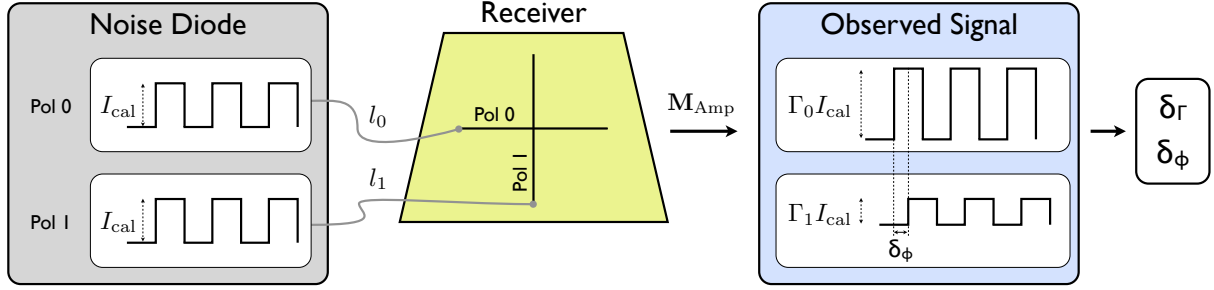 Noise Diode
Pol 0
I_cal
l_0
Pol 1
I_cal
l_1
Receiver
Pol 0
Pol 1
M_Amp
Observed Signal
Γ_0 I_cal
Γ_1 I_cal
δ_ϕ
δ_Γ
δ_ϕ